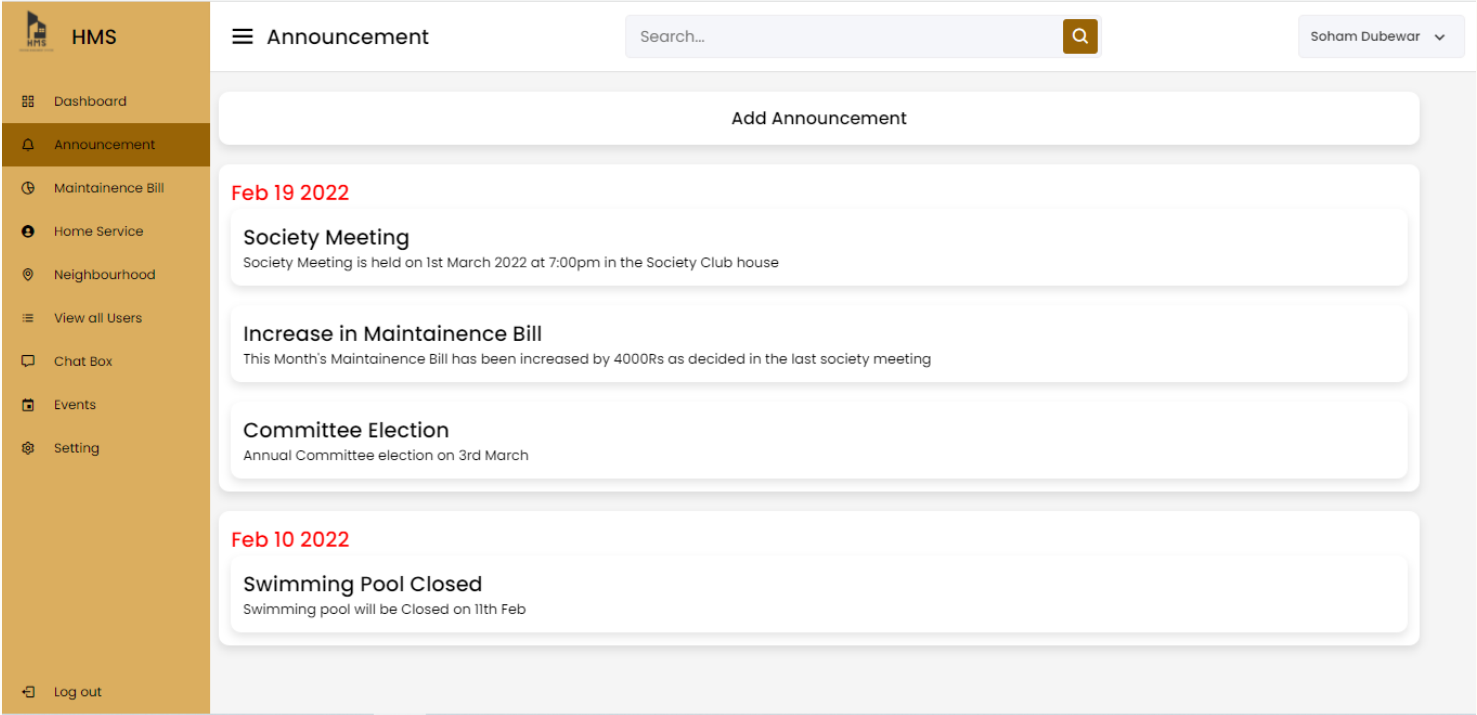 HMS
HMS
Announcement
Search...
Soham Dubewar
Dashboard
Announcement
Maintainence Bill
Home Service
Neighbourhood
View all Users
Chat Box
Events
Setting
Log out
Add Announcement
Feb 19 2022
Society Meeting
Society Meeting is held on 1st March 2022 at 7:00pm in the Society Club house
Increase in Maintainence Bill
This Month's Maintainence Bill has been increased by 4000Rs as decided in the last society meeting
Committee Election
Annual Committee election on 3rd March
Feb 10 2022
Swimming Pool Closed
Swimming pool will be Closed on 11th Feb